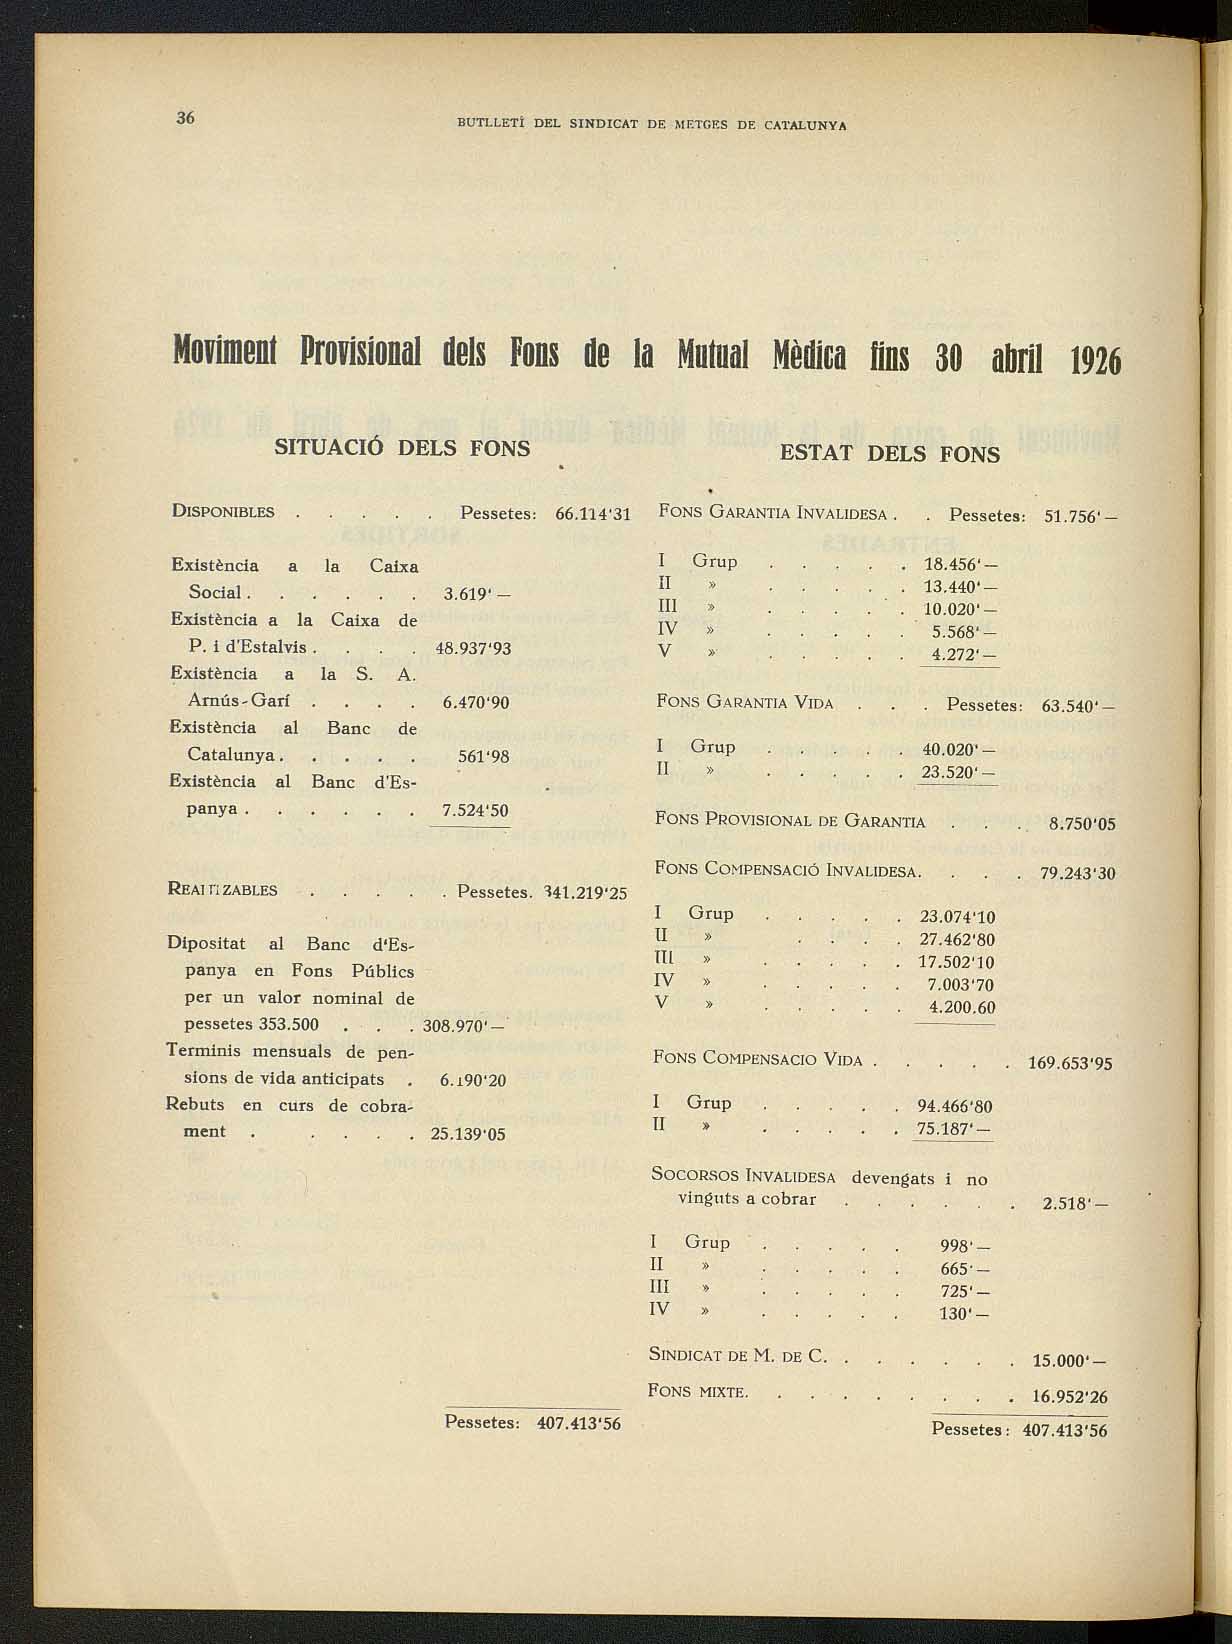 36
BUTLLETÍ DEL SINDICAT DE METGES DE CATALUNYA
Moviment Provisional dels Fons de la Mutual Mèdica fins 30 abril 1926
SITUACIÓ DELS FONS
DISPONIBLES . . . . . Pessetes: 66.114'31
Existència a la Caixa
Social . . . . . . 3.619'—
Existència a la Caixa de
P. i d'Estalvis . . . . 48.937'93
Existència a la S. A.
Arnús-Garí . . . . 6.470'90
Existència al Banc de
Catalunya . . . . . 561'98
Existència al Banc d'Es-
panya . . . . . . 7.524'50
REALITZABLES . . . . . Pessetes. 341.219'25
Dipositat al Banc d'Es-
panya en Fons Públics
per un valor nominal de
pessetes 353.500 . . . 308.970'—
Terminis mensuals de pen-
sions de vida anticipats . 6.190'20
Rebuts en curs de cobra-
ment . . . . . 25.139'05
Pessetes: 407.413'56
ESTAT DELS FONS
FONS GARANTIA INVALIDESA . . Pessetes: 51.756'—
I Grup . . . . . 18.456'—
II » . . . . . 13.440'—
III » . . . . . 10.020'—
IV » . . . . . 5.568'—
V » . . . . . 4.272'—
FONS GARANTIA VIDA . . . Pessetes: 63.540'—
I Grup . . . . . 40.020'—
II » . . . . . 23.520'—
FONS PROVISIONAL DE GARANTIA . . . 8.750'05
FONS COMPENSACIÓ INVALIDESA . . . . 79.243'30
I Grup . . . . . 23.074'10
II » . . . . 27.462'80
III » . . . . . 17.502'10
IV » . . . . . 7.003'70
V » . . . . . 4.200.60
FONS COMPENSACIO VIDA . . . . . 169.653'95
I Grup . . . . . 94.466'80
II » . . . . . 75.187'—
SOCORSOS INVALIDESA devengats i no
vinguts a cobrar . . . . . . 2.518'—
I Grup . . . . . 998'—
II » . . . . . 665'—
III » . . . . . 725'—
IV » . . . . . 130'—
SINDICAT DE M. DE C. . . . . . . 15.000'—
FONS MIXTE. . . . . . . . . 16.952'26
Pessetes: 407.413'56